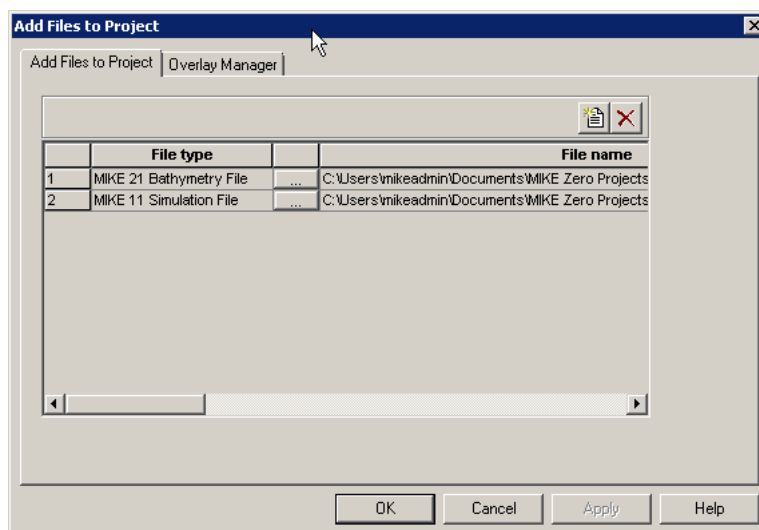 Add Files to Project
Add Files to Project Overlay Manager
File type File name
1 MIKE 21 Bathymetry File ... C:\Users\mikeadmin\Documents\MIKE Zero Projects
2 MIKE 11 Simulation File ... C:\Users\mikeadmin\Documents\MIKE Zero Projects
OK Cancel Apply Help